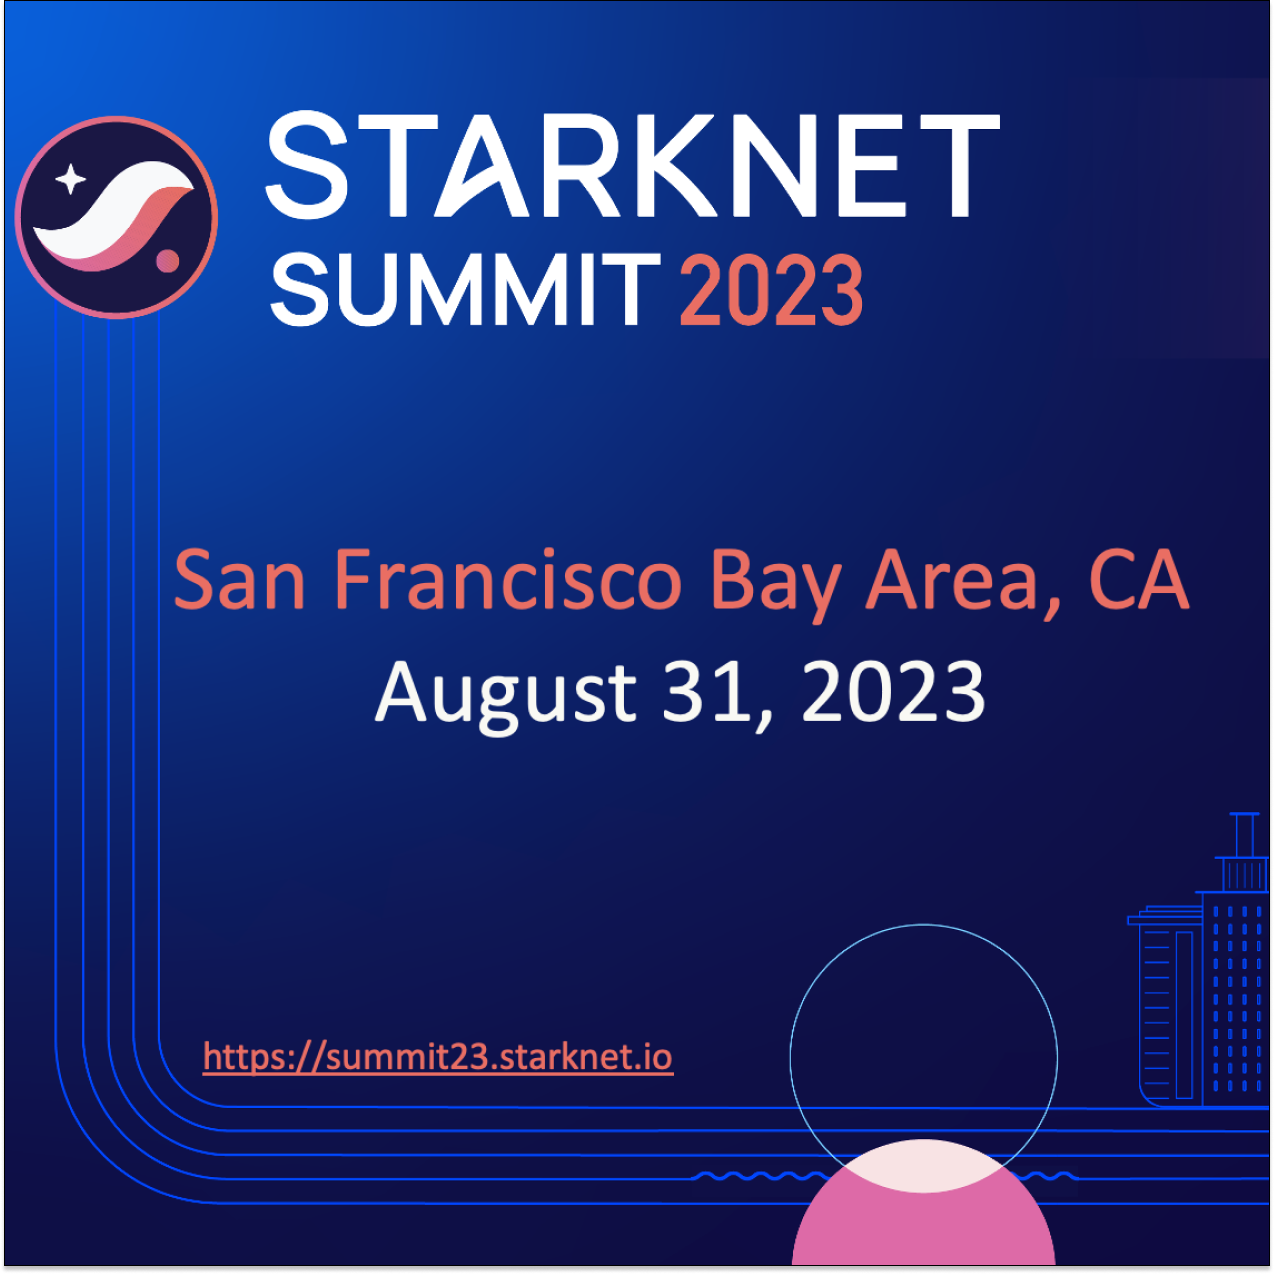 STARKNET
SUMMIT 2023
San Francisco Bay Area, CA
August 31, 2023
https://summit23.starknet.io